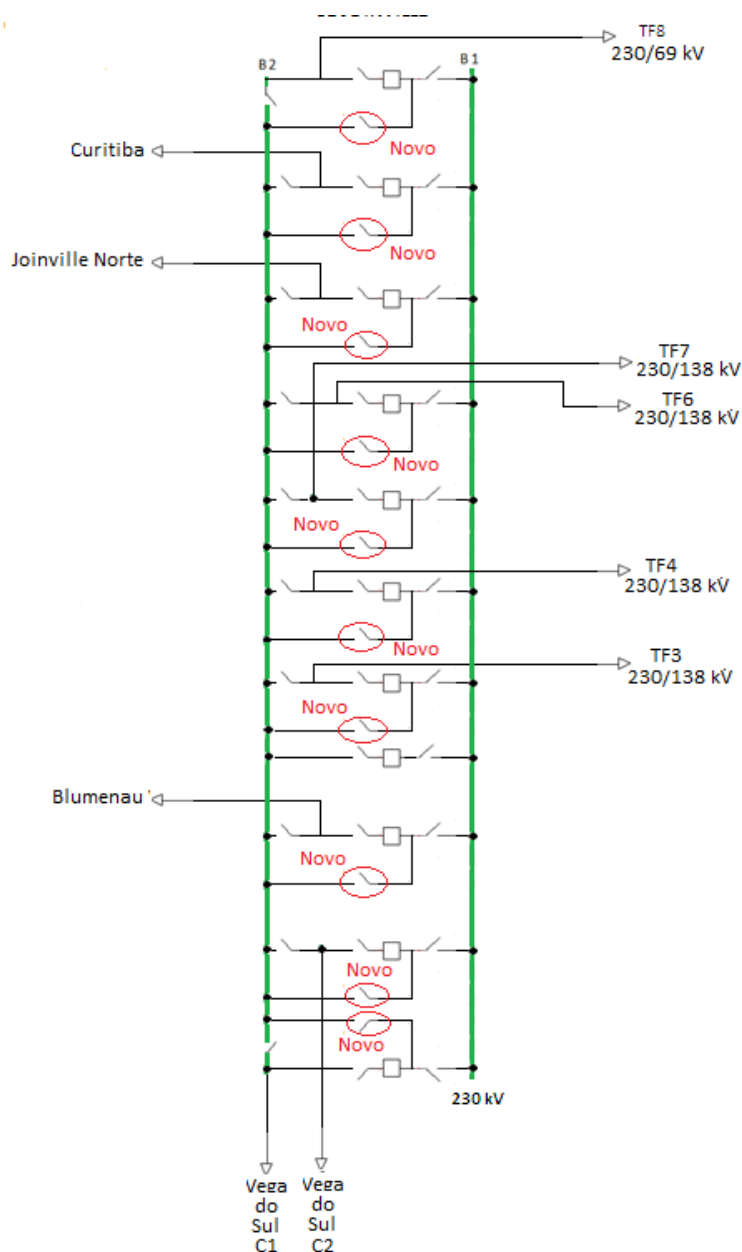 TF8
230/69 kV
B2
B1
Novo
Curitiba
Novo
Joinville Norte
Novo
TF7
230/138 kV
TF6
230/138 kV
Novo
Novo
TF4
230/138 kV
Novo
TF3
230/138 kV
Novo
Blumenau
Novo
Novo
Novo
230 kV
Vega
do
Sul
C1
Vega
do
Sul
C2